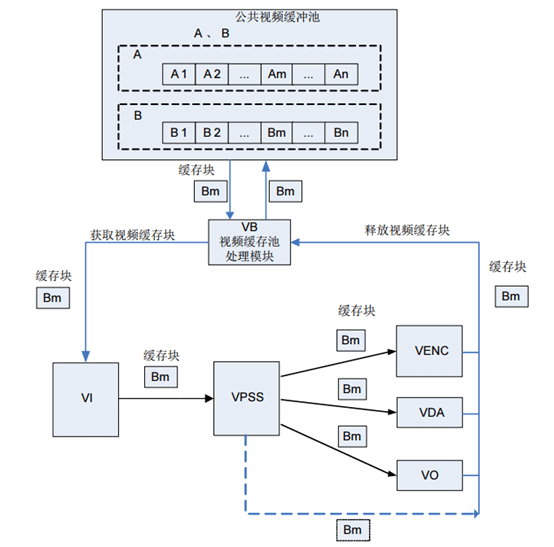 公共视频缓冲池
A 、 B
A
A 1 A 2 ... Am ... An
B
B 1 B 2 ... Bm ... Bn
缓存块
Bm Bm
VB
视频缓存池
处理模块
获取视频缓存块
释放视频缓存块
缓存块
Bm
缓存块
Bm
缓存块
Bm
缓存块
Bm
VI
VPSS
VENC
Bm
VDA
Bm
VO
Bm